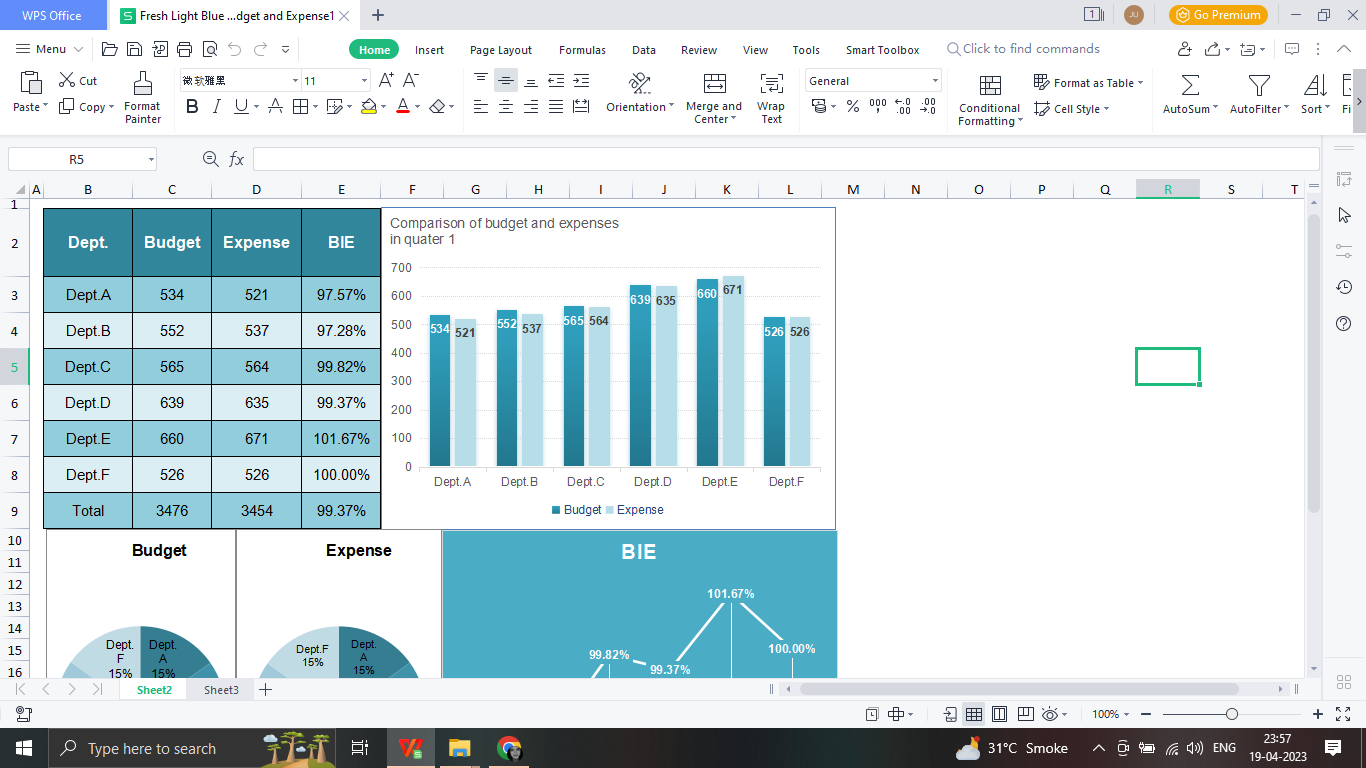 WPS Office
Fresh Light Blue ...dget and Expense1
JU
Go Premium
Menu
Home
Insert
Page Layout
Formulas
Data
Review
View
Tools
Smart Toolbox
Click to find commands
Paste
Cut
Copy
Format
Painter
微软雅黑
11
Orientation
Merge and
Center
Wrap
Text
General
Conditional
Formatting
Format as Table
Cell Style
AutoSum
AutoFilter
Sort
Fi
R5
fx
A B C D E F G H I J K L M N O P Q R S T
1
2 Dept. Budget Expense BIE
3 Dept.A 534 521 97.57%
4 Dept.B 552 537 97.28%
5 Dept.C 565 564 99.82%
6 Dept.D 639 635 99.37%
7 Dept.E 660 671 101.67%
8 Dept.F 526 526 100.00%
9 Total 3476 3454 99.37%
Comparison of budget and expenses
in quater 1
700
600
500
400
300
200
100
0
534 521 552 537 565 564 639 635 660 671 526 526
Dept.A Dept.B Dept.C Dept.D Dept.E Dept.F
Budget Expense
10
11
12
13
14
15
16
Budget
Dept.
F
15%
Dept.
A
15%
Expense
Dept.F
15%
Dept.
A
15%
BIE
99.82%
99.37%
101.67%
100.00%
Sheet2
Sheet3
100%
Type here to search
31°C Smoke
ENG
23:57
19-04-2023